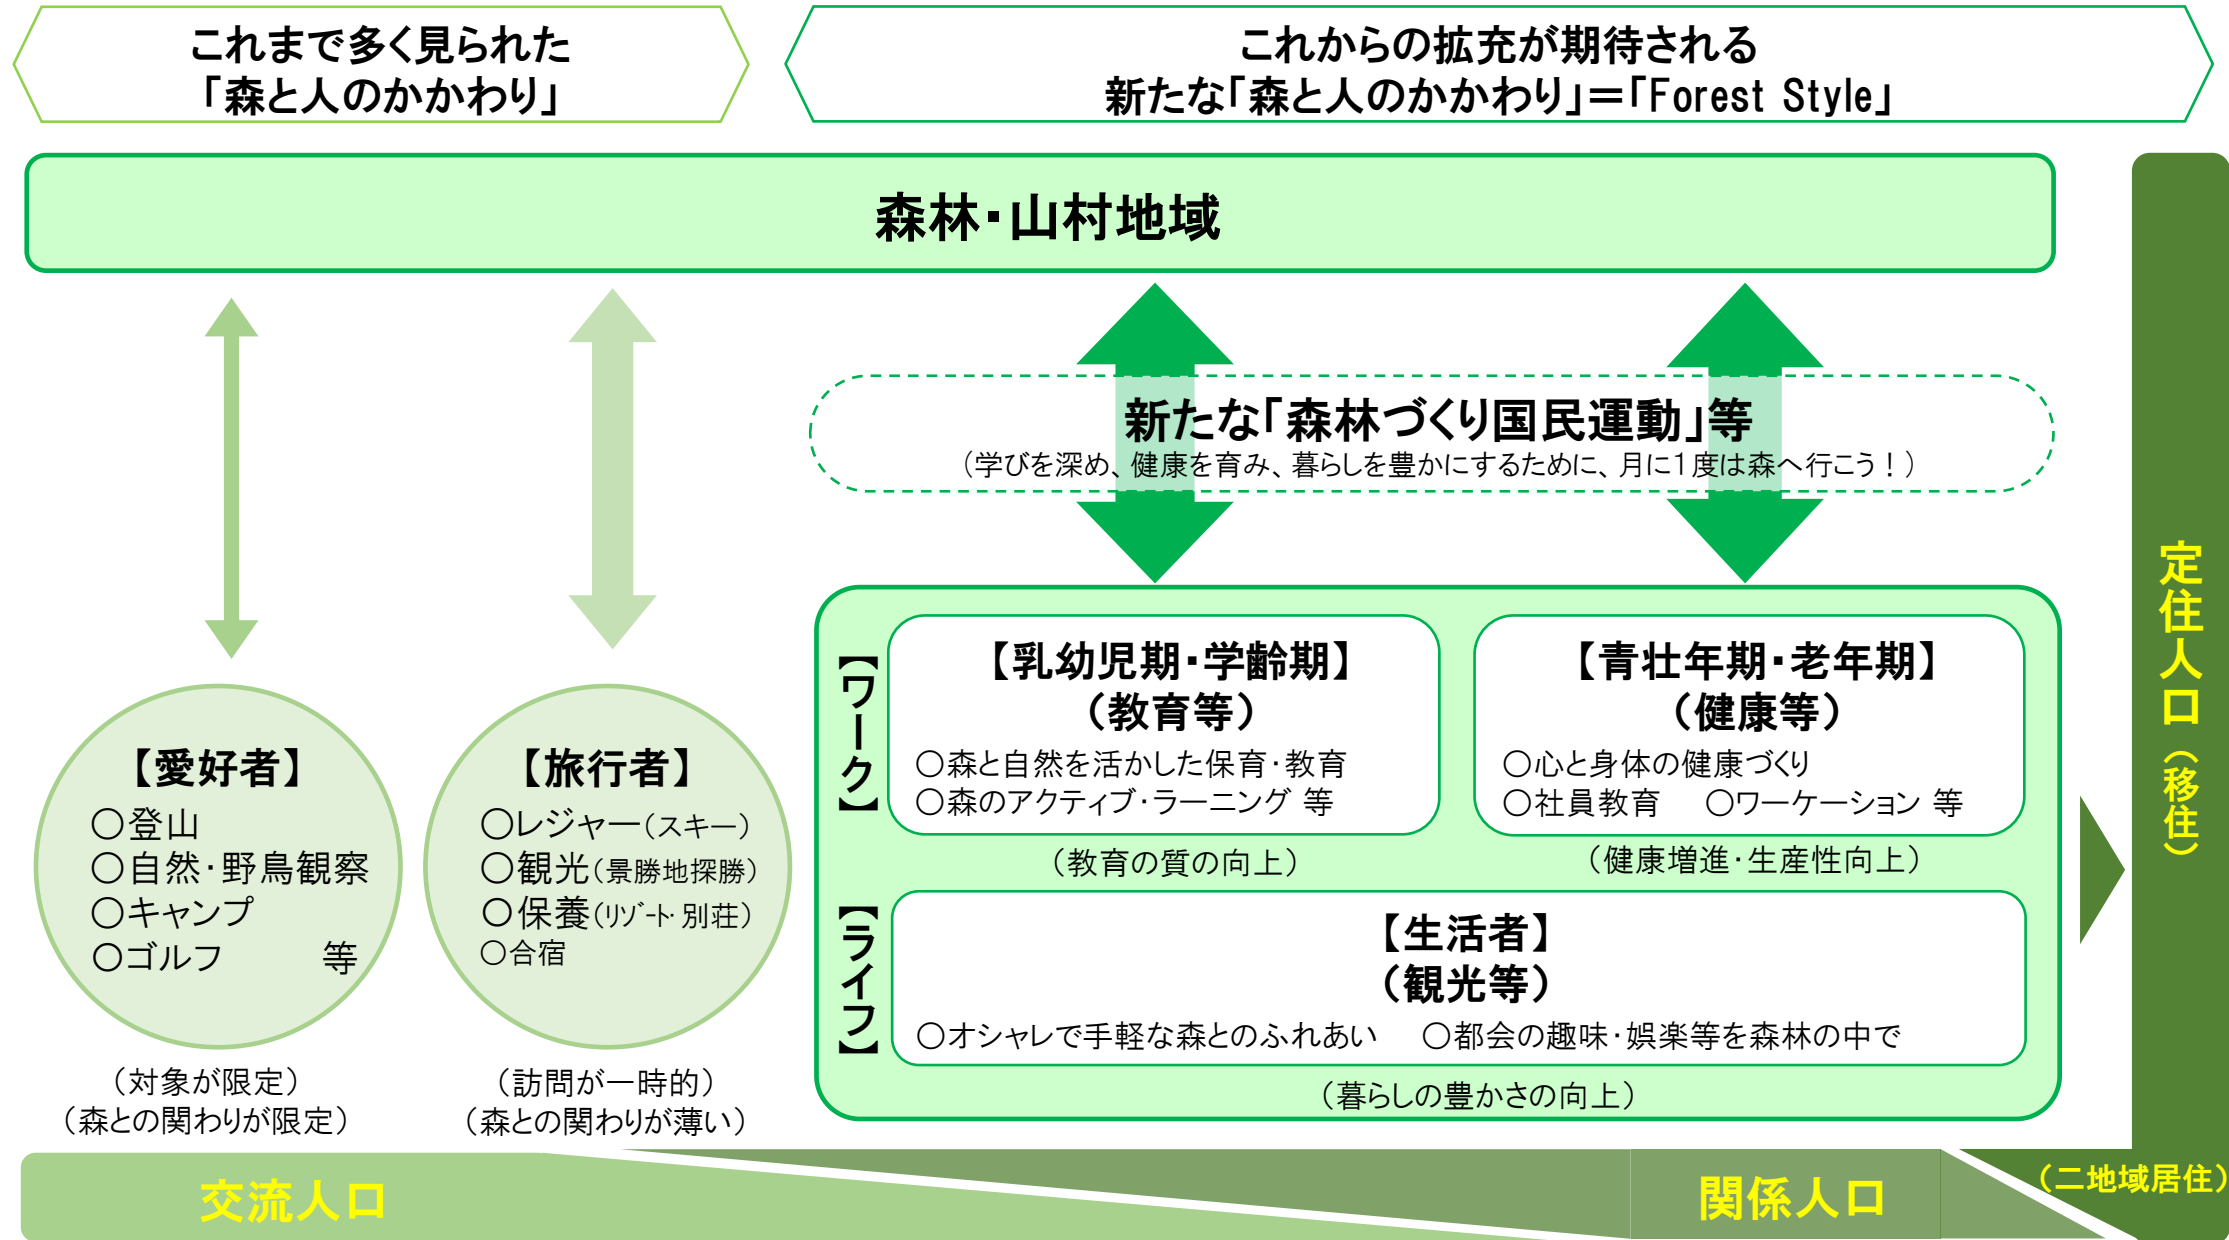 これまで多く見られた
「森と人のかかわり」
これからの拡充が期待される
新たな「森と人のかかわり」＝「Forest Style」
森林・山村地域
新たな「森林づくり国民運動」等
（学びを深め、健康を育み、暮らしを豊かにするために、月に１度は森へ行こう！）
【愛好者】
○登山
○自然・野鳥観察
○キャンプ
○ゴルフ　　　等
（対象が限定）
（森との関わりが限定）
【旅行者】
○レジャー（スキー）
○観光（景勝地探勝）
○保養（ﾘｿﾞｰﾄ・別荘）
○合宿
（訪問が一時的）
（森との関わりが薄い）
【ワーク】
【乳幼児期・学齢期】
（教育等）
○森と自然を活かした保育・教育
○森のアクティブ・ラーニング 等
（教育の質の向上）
【青壮年期・老年期】
（健康等）
○心と身体の健康づくり
○社員教育　○ワーケーション 等
（健康増進・生産性向上）
【ライフ】
【生活者】
（観光等）
○オシャレで手軽な森とのふれあい　○都会の趣味・娯楽等を森林の中で
（暮らしの豊かさの向上）
定住人口（移住）
（二地域居住）
交流人口
関係人口